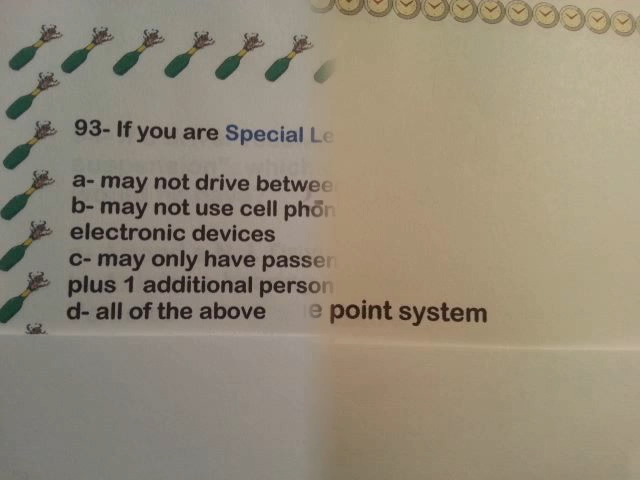 93- If you are Special Le
a- may not drive betwee
b- may not use cell phon
electronic devices
c- may only have passen
plus 1 additional person
d- all of the above e point system